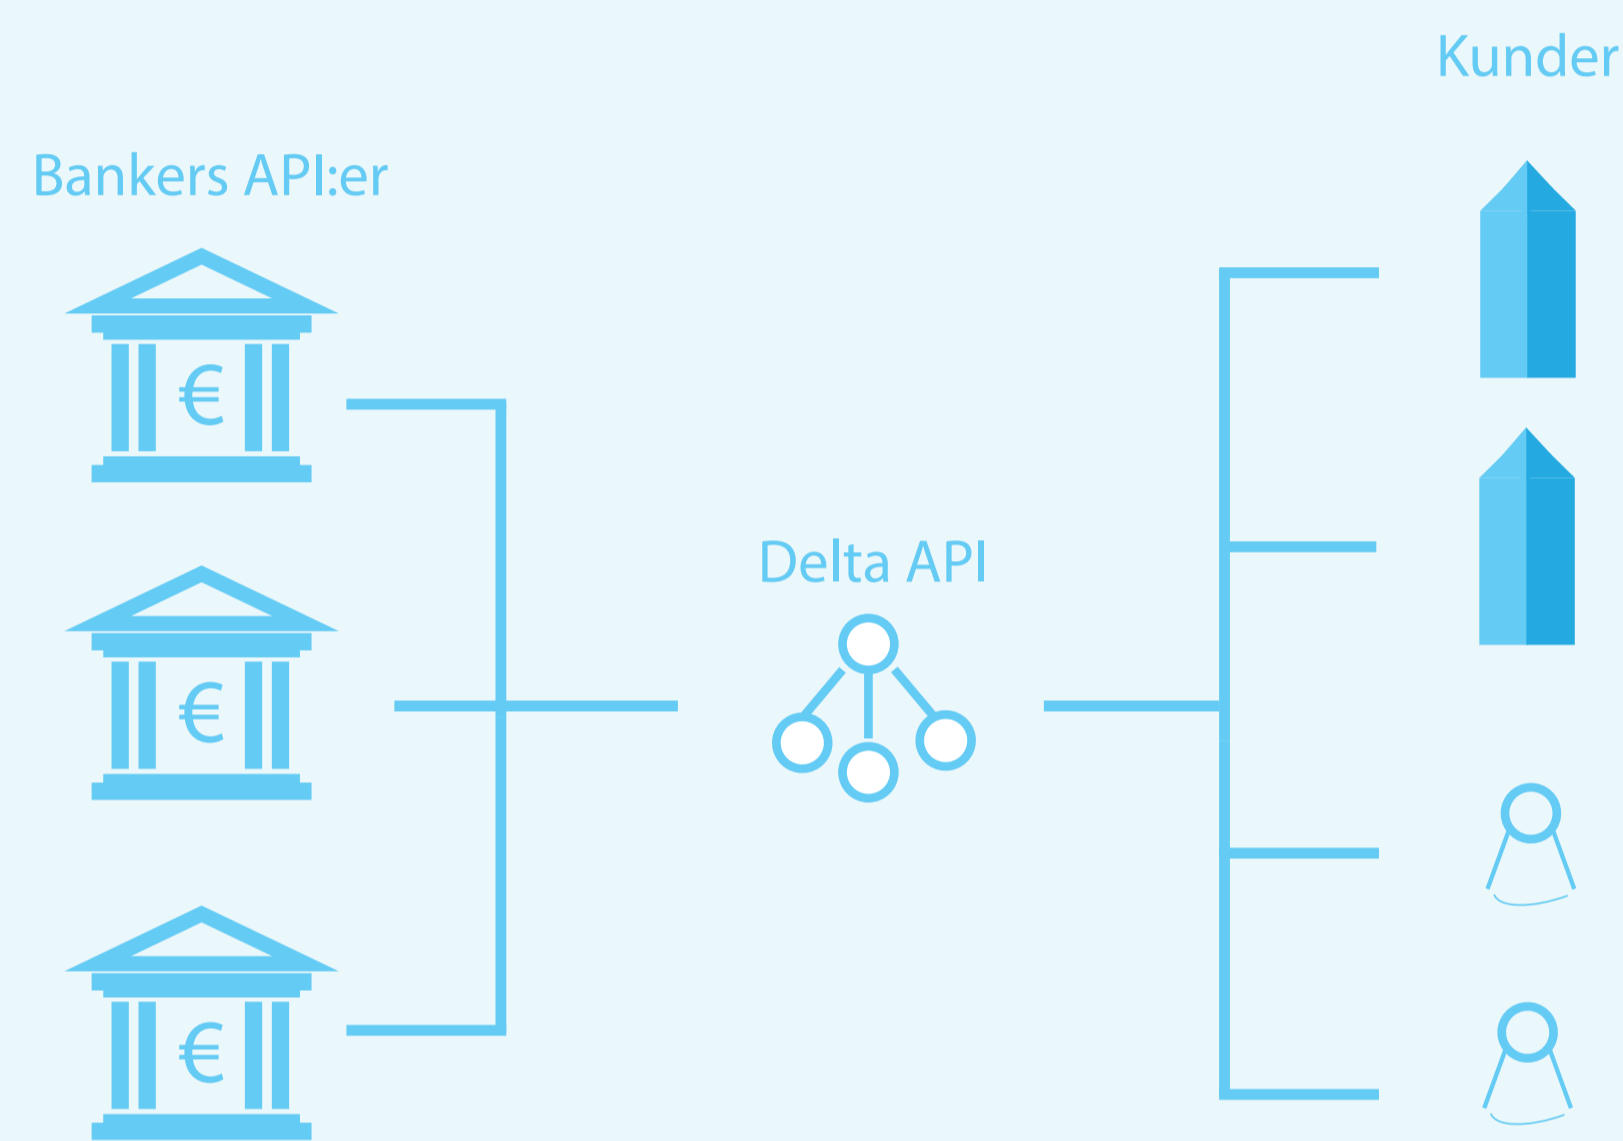 Kunder
Bankers API:er
€
Delta API
€
€